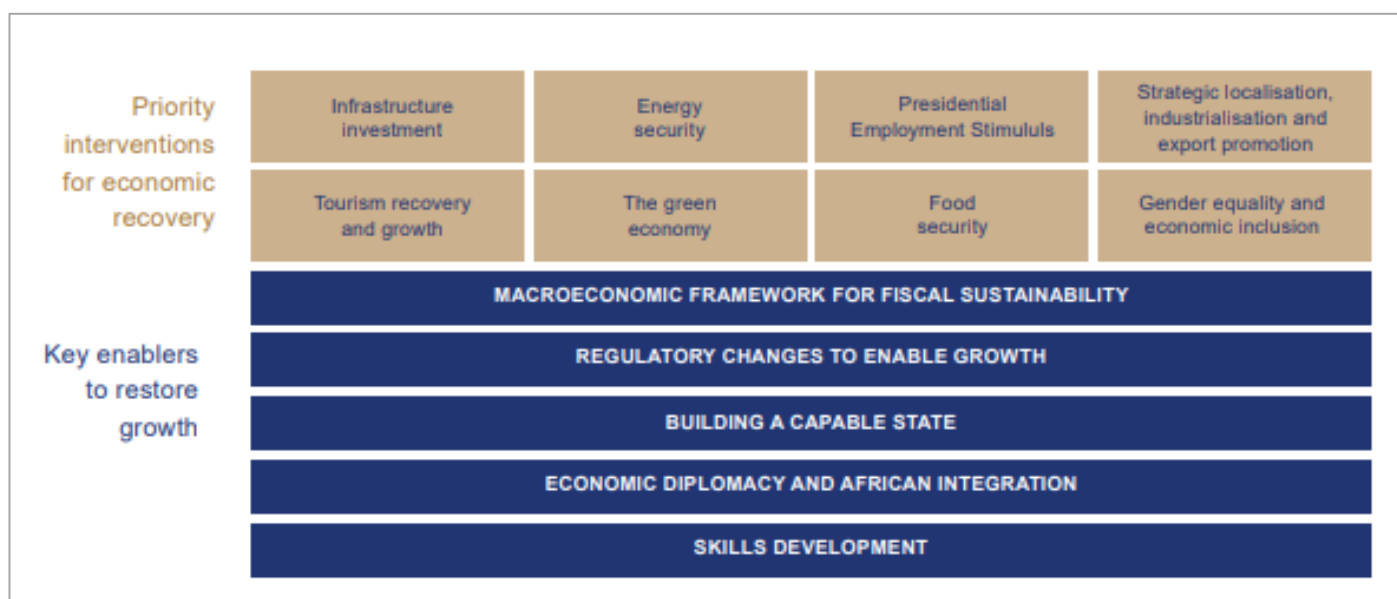 Priority
interventions
for economic
recovery
Infrastructure
investment
Energy
security
Presidential
Employment Stimululs
Strategic localisation,
industrialisation and
export promotion
Tourism recovery
and growth
The green
economy
Food
security
Gender equality and
economic inclusion
Key enablers
to restore
growth
MACROECONOMIC FRAMEWORK FOR FISCAL SUSTAINABILITY
REGULATORY CHANGES TO ENABLE GROWTH
BUILDING A CAPABLE STATE
ECONOMIC DIPLOMACY AND AFRICAN INTEGRATION
SKILLS DEVELOPMENT